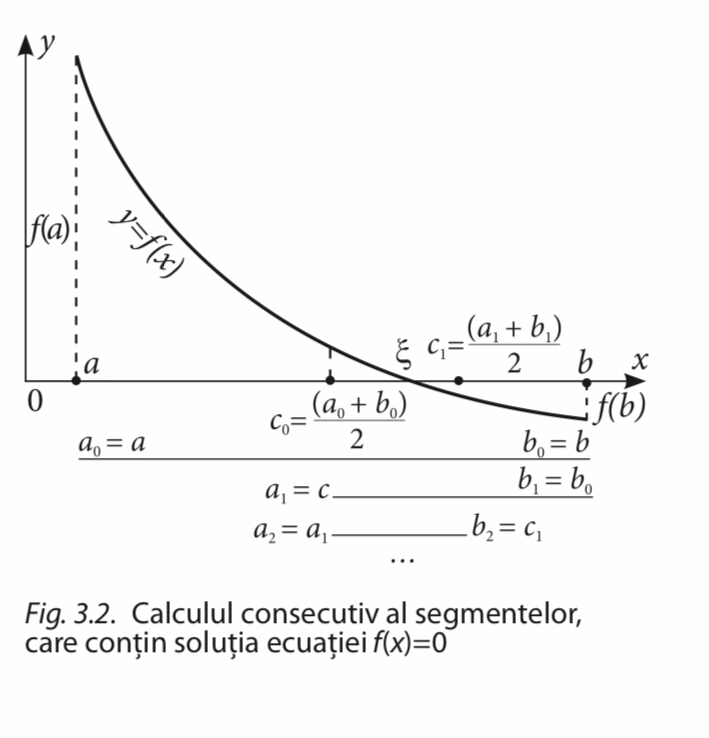 y
f(a)
y=f(x)
ξ c₁= (a₁ + b₁) / 2
a
b
x
0
c₀= (a₀ + b₀) / 2
f(b)
a₀ = a
b₀ = b
a₁ = c
b₁ = b₀
a₂ = a₁
b₂ = c₁
...
Fig. 3.2. Calculul consecutiv al segmentelor,
care conțin soluția ecuației f(x)=0